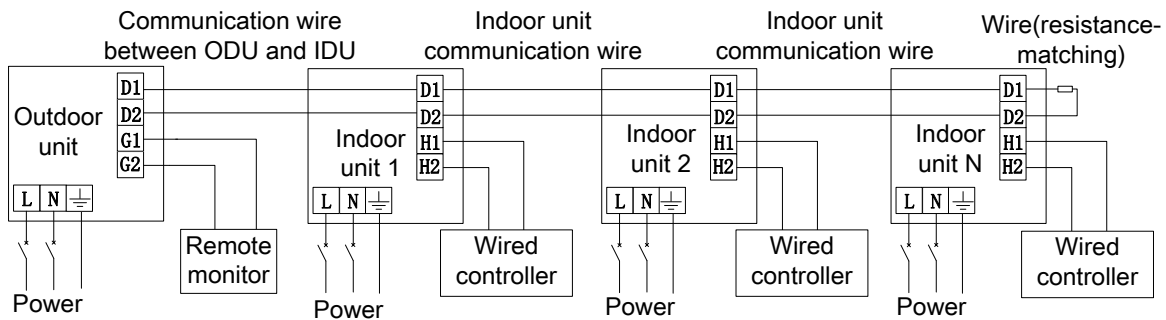 Communication wire
between ODU and IDU
Indoor unit
communication wire
Indoor unit
communication wire
Wire(resistance-
matching)
Outdoor
unit
D1
D2
G1
G2
L N
Power
Remote
monitor
Indoor
unit 1
D1
D2
H1
H2
L N
Power
Wired
controller
Indoor
unit 2
D1
D2
H1
H2
L N
Power
Wired
controller
Indoor
unit N
D1
D2
H1
H2
L N
Power
Wired
controller